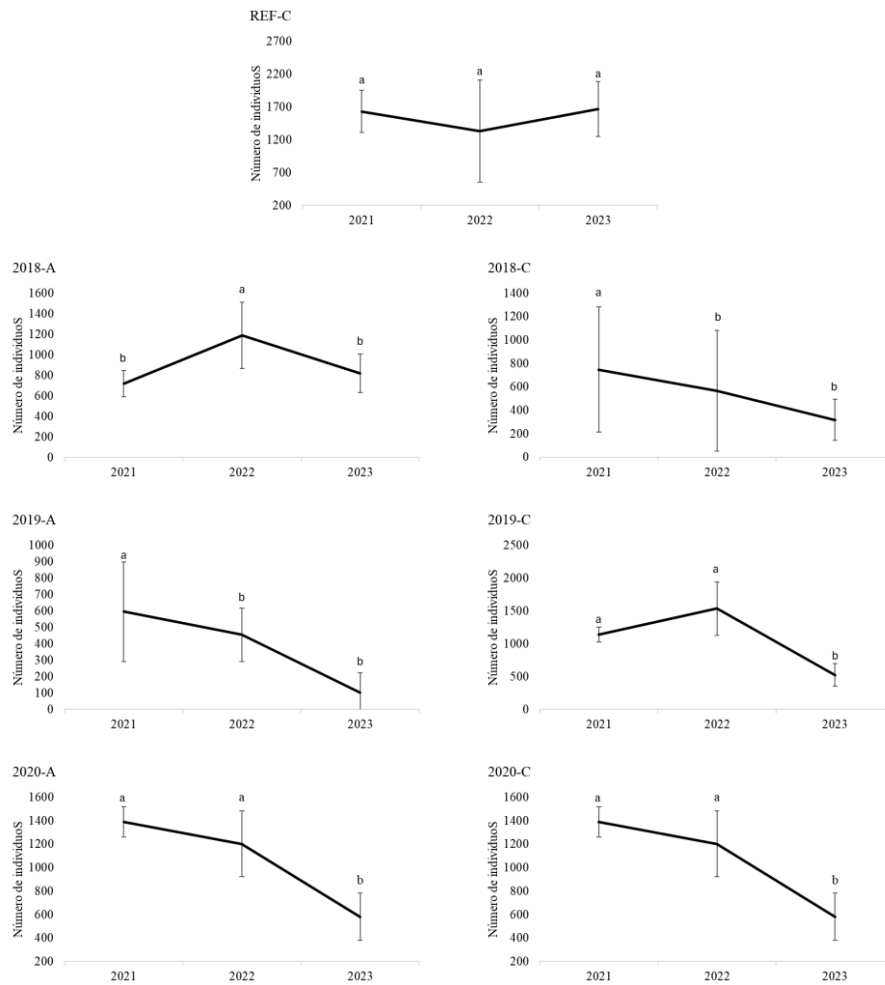 REF-C
Número de individuoS
2700
2200
1700
1200
700
200
a
a
a
2021
2022
2023
2018-A
Número de individuoS
1600
1400
1200
1000
800
600
400
200
0
b
a
b
2021
2022
2023
2018-C
Número de individuoS
1400
1200
1000
800
600
400
200
0
a
b
b
2021
2022
2023
2019-A
Número de individuoS
1000
900
800
700
600
500
400
300
200
100
0
a
b
b
2021
2022
2023
2019-C
Número de individuoS
2500
2000
1500
1000
500
0
a
a
b
2021
2022
2023
2020-A
Número de individuoS
1600
1400
1200
1000
800
600
400
200
a
a
b
2021
2022
2023
2020-C
Número de individuoS
1600
1400
1200
1000
800
600
400
200
a
a
b
2021
2022
2023